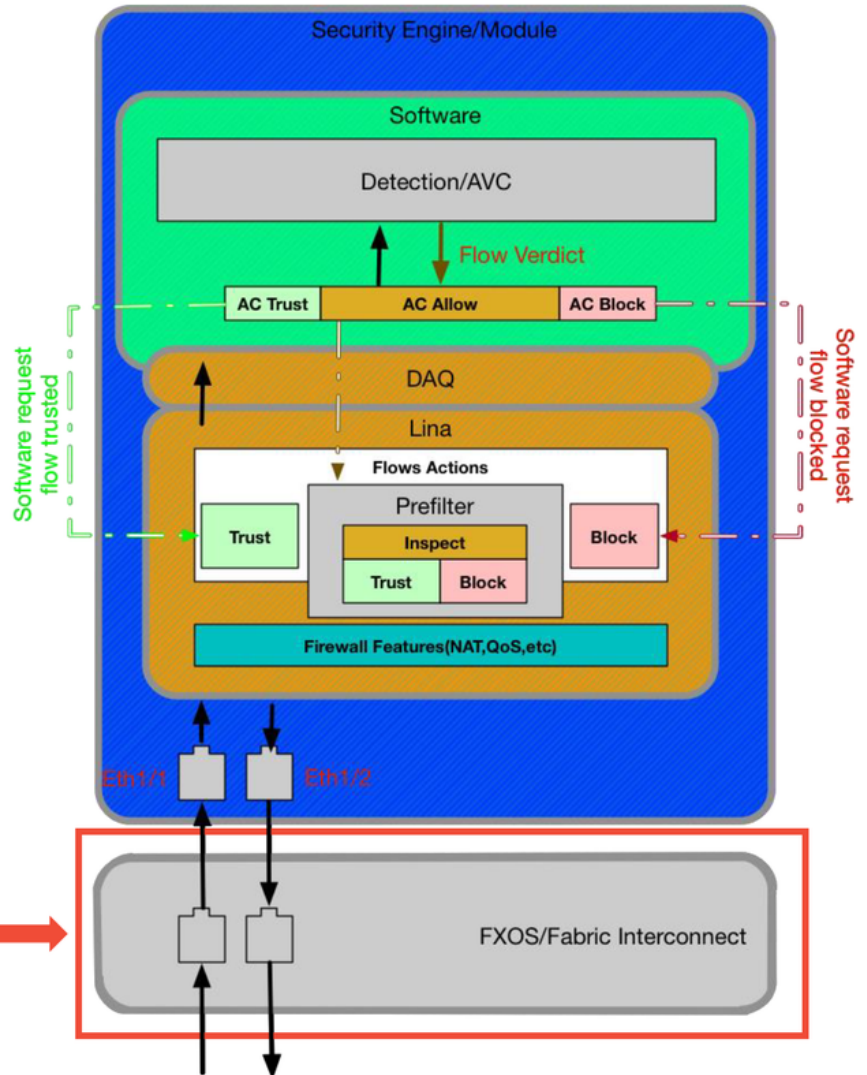 Security Engine/Module
Software
Detection/AVC
Flow Verdict
AC Trust
AC Allow
AC Block
Software request
flow trusted
Software request
flow blocked
DAQ
Lina
Flows Actions
Prefilter
Trust
Inspect
Block
Trust
Block
Firewall Features(NAT,QoS,etc)
Eth1/1
Eth1/2
FXOS/Fabric Interconnect